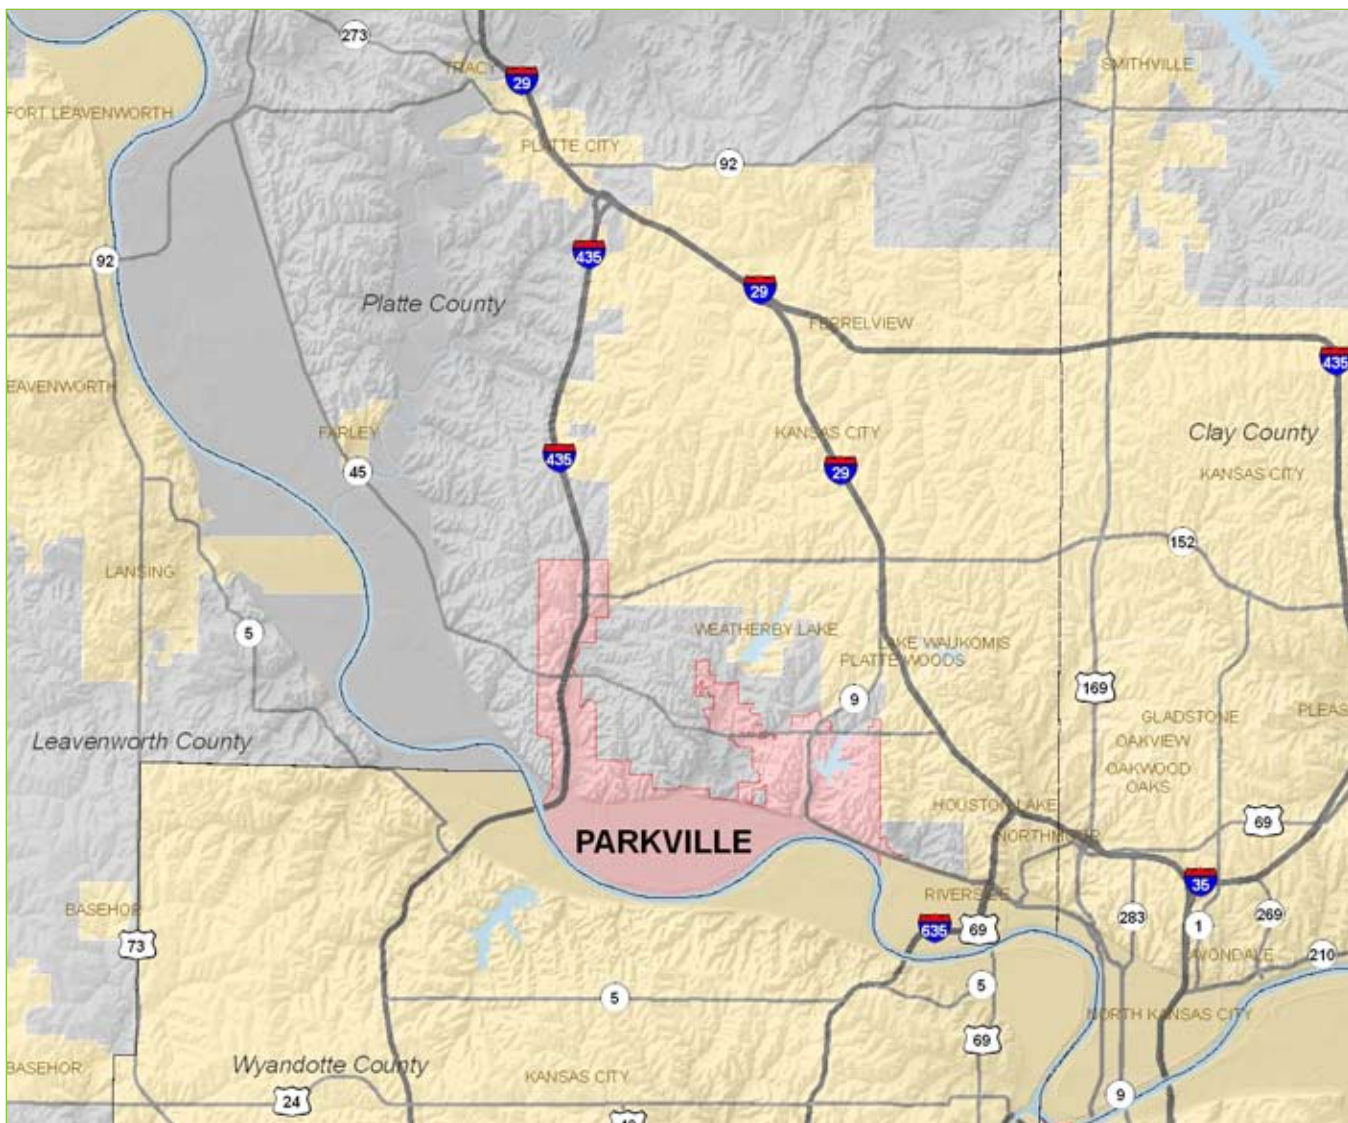 273
TRACY
29
SMITHVILLE
FORT LEAVENWORTH
PLATTE CITY
92
92
435
Platte County
29
FERRELVIEW
435
EAVENWORTH
FARLEY
KANSAS CITY
Clay County
45
435
29
KANSAS CITY
152
LANSING
5
WEATHERBY LAKE
LAKE WAUKOMIS
PLATTE WOODS
169
9
GLADSTONE
PLEAS
Leavenworth County
OAKVIEW
OAKWOOD
OAKS
HOUSTON LAKE
69
PARKVILLE
NORTHMOOR
35
RIVERSIDE
BASEHOR
283
269
1
73
635
69
AVONDALE
210
5
5
NORTH KANSAS CITY
69
Wyandotte County
BASEHOR
KANSAS CITY
24
9